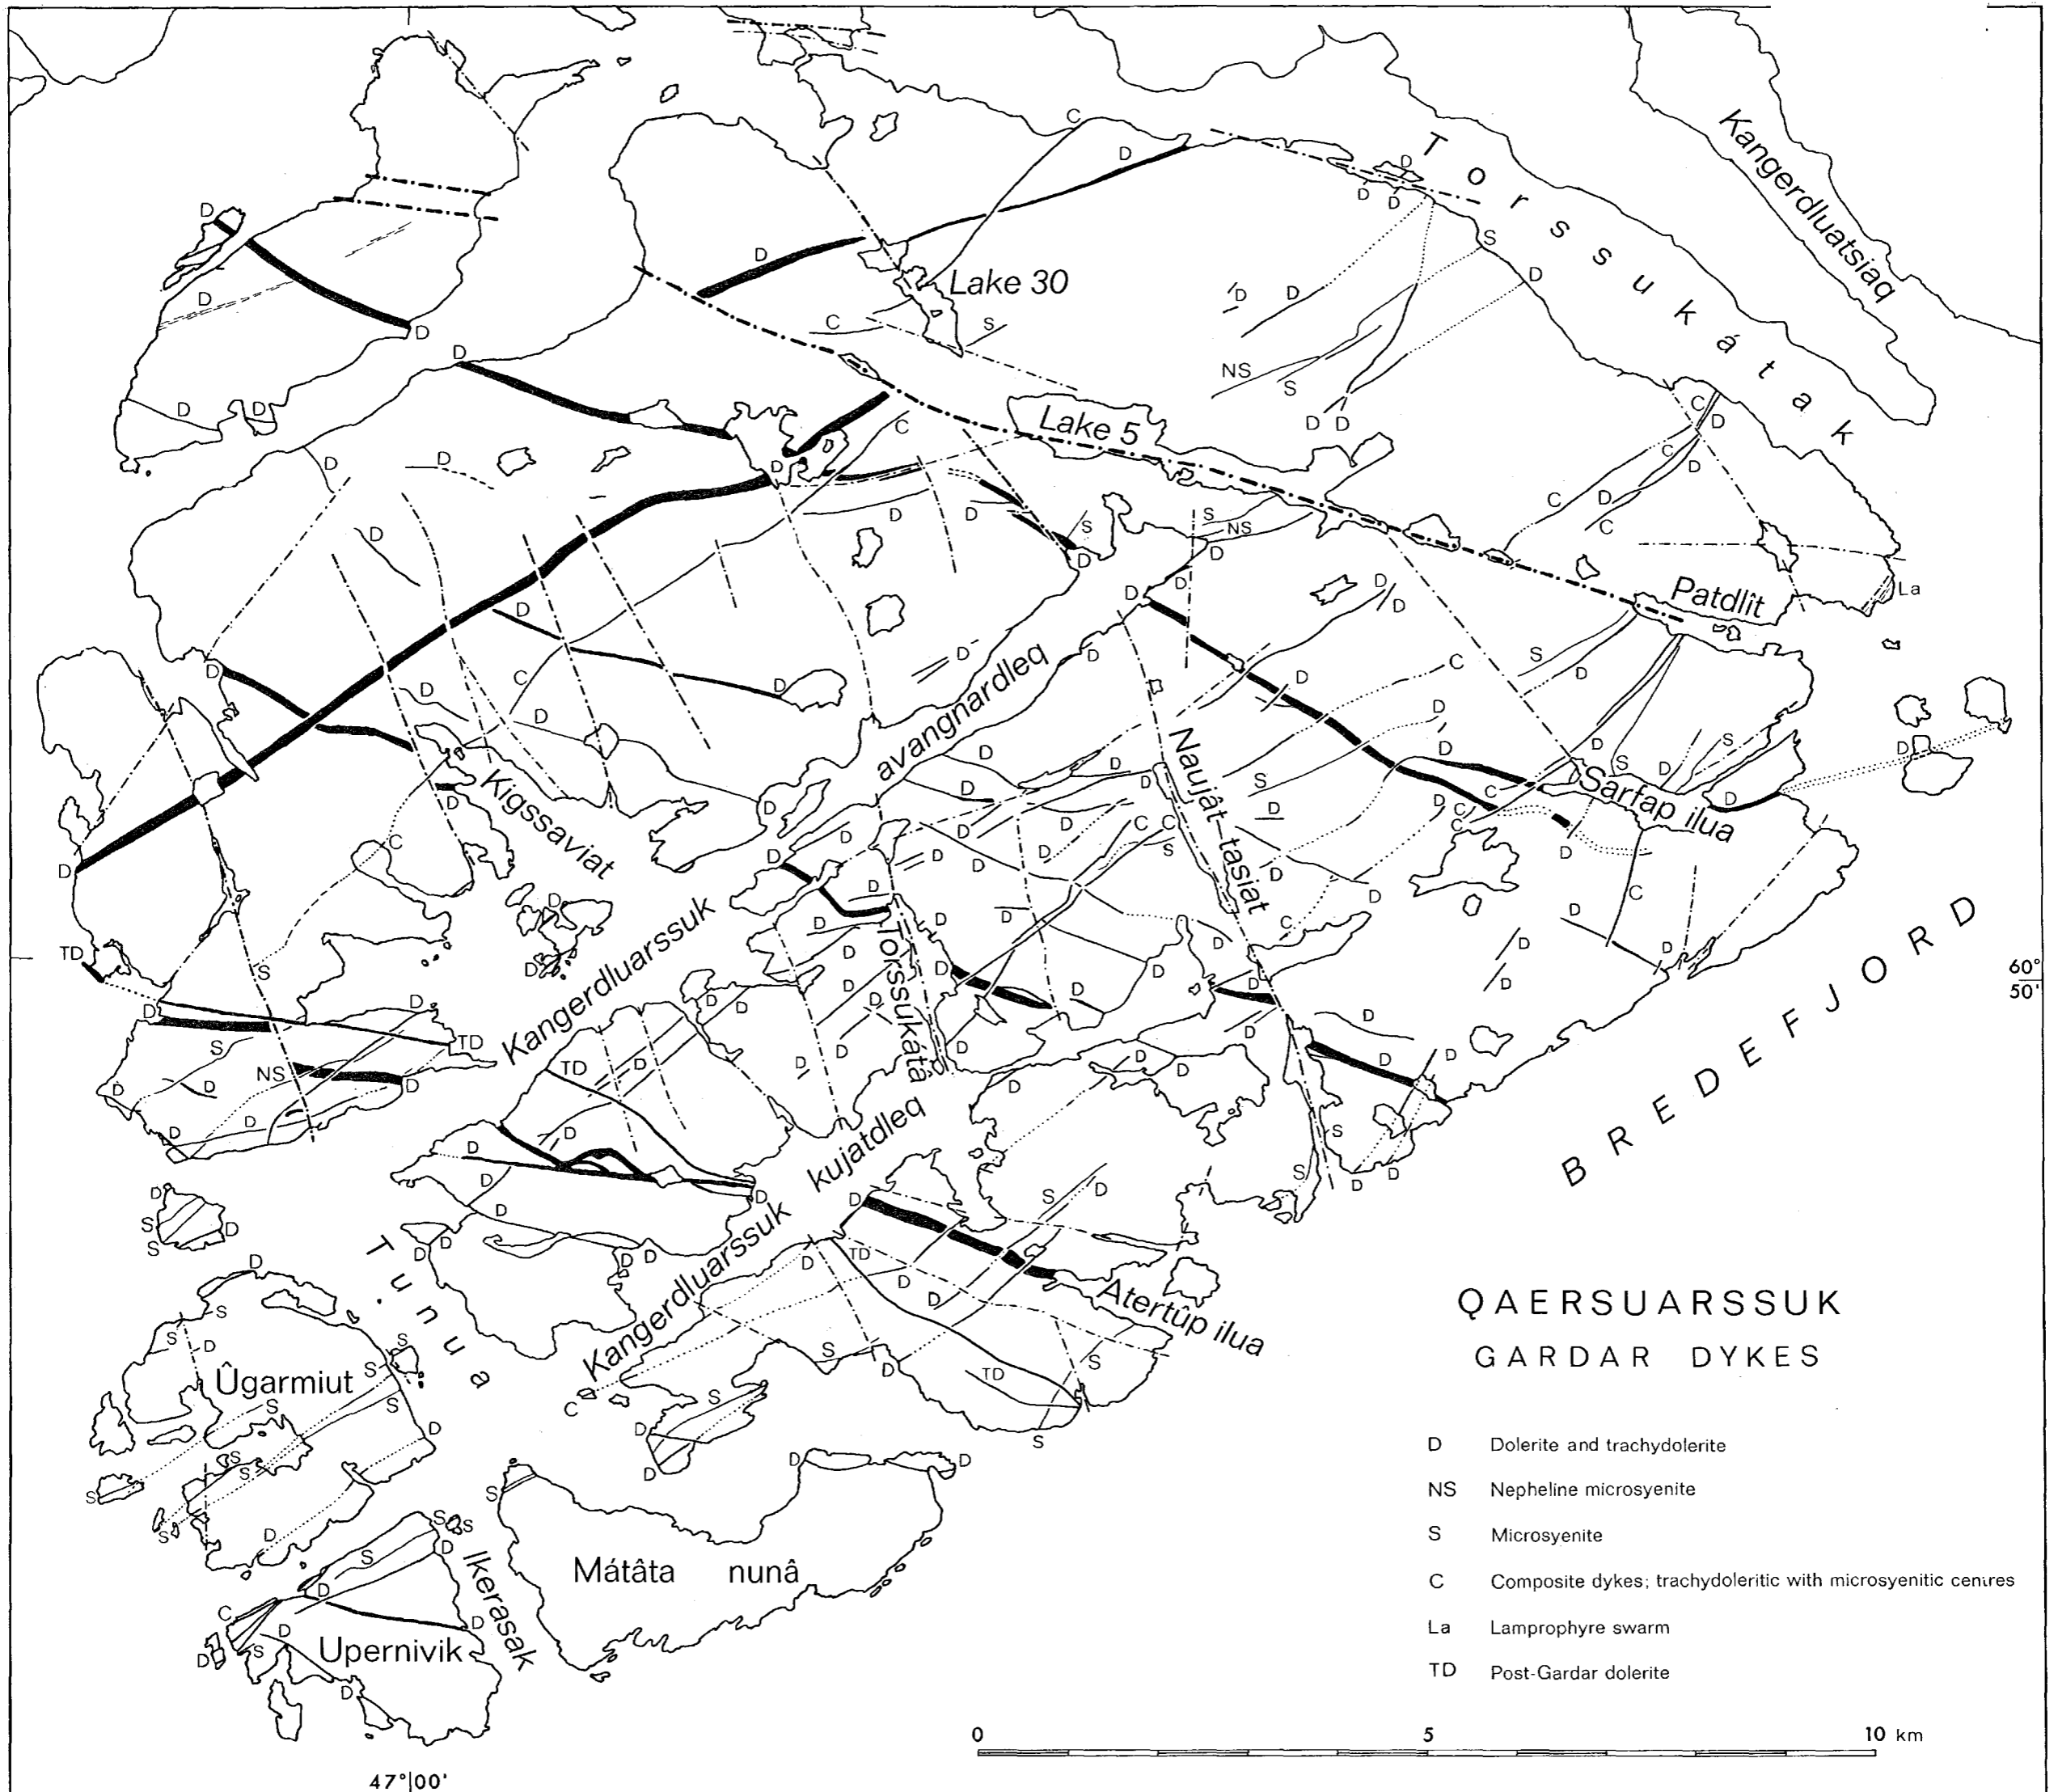 Kangerdluatsiaq
Torssukátak
Lake 30
Lake 5
Patdlît
avangnardleq
Kangerdluarssuk
Kigssaviat
Naujât-tasiat
Sarfap ilua
Torssukátâ
60°
50'
BREDEFJORD
kujatdleq
Kangerdluarssuk
Atertûp ilua
Tunua
Ûgarmiut
Ikerasak
Mátâta nunâ
Upernivik
QAERSUARSSUK
GARDAR DYKES
D Dolerite and trachydolerite
NS Nepheline microsyenite
S Microsyenite
C Composite dykes; trachydoleritic with microsyenitic centres
La Lamprophyre swarm
TD Post-Gardar dolerite
0 5 10 km
47°00'